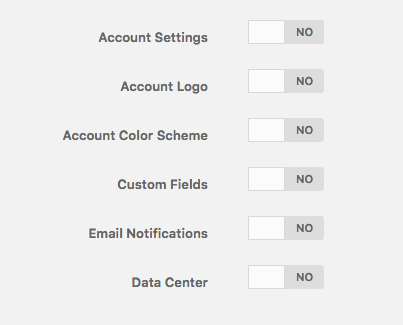 Account Settings NO
Account Logo NO
Account Color Scheme NO
Custom Fields NO
Email Notifications NO
Data Center NO